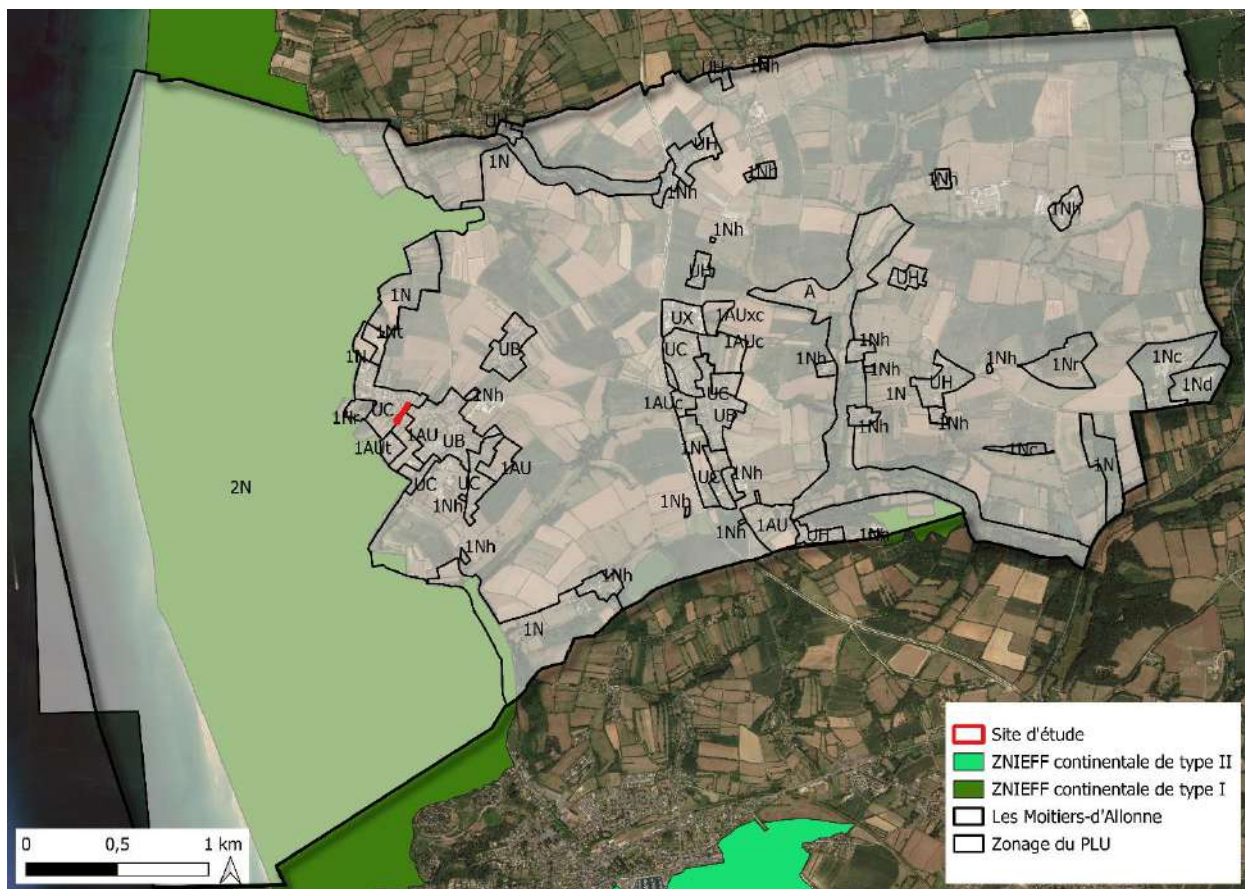 UH
1Nh
UH
1N
UH
1Nh
1Nh
1Nh
1Nh
1Nh
UH
UH
A
1N
1Nt
1N
UB
UX
1AUxc
UC
1AUc
1Nh
1Nh
1Nh
1Nh
1Nr
1Nc
1Nd
UH
1N
1Nh
UC
1AUc
UC
UB
1Nh
1Nh
1AU
UB
1AUt
1N
1Nc
1N
UC
UC
1AU
1Nh
UC
1Nh
2N
1Nh
1AU
1Nh
UH
1Nh
1Nh
1N
Site d'étude
ZNIEFF continentale de type II
ZNIEFF continentale de type I
Les Moitiers-d'Allonne
Zonage du PLU
0 0,5 1 km